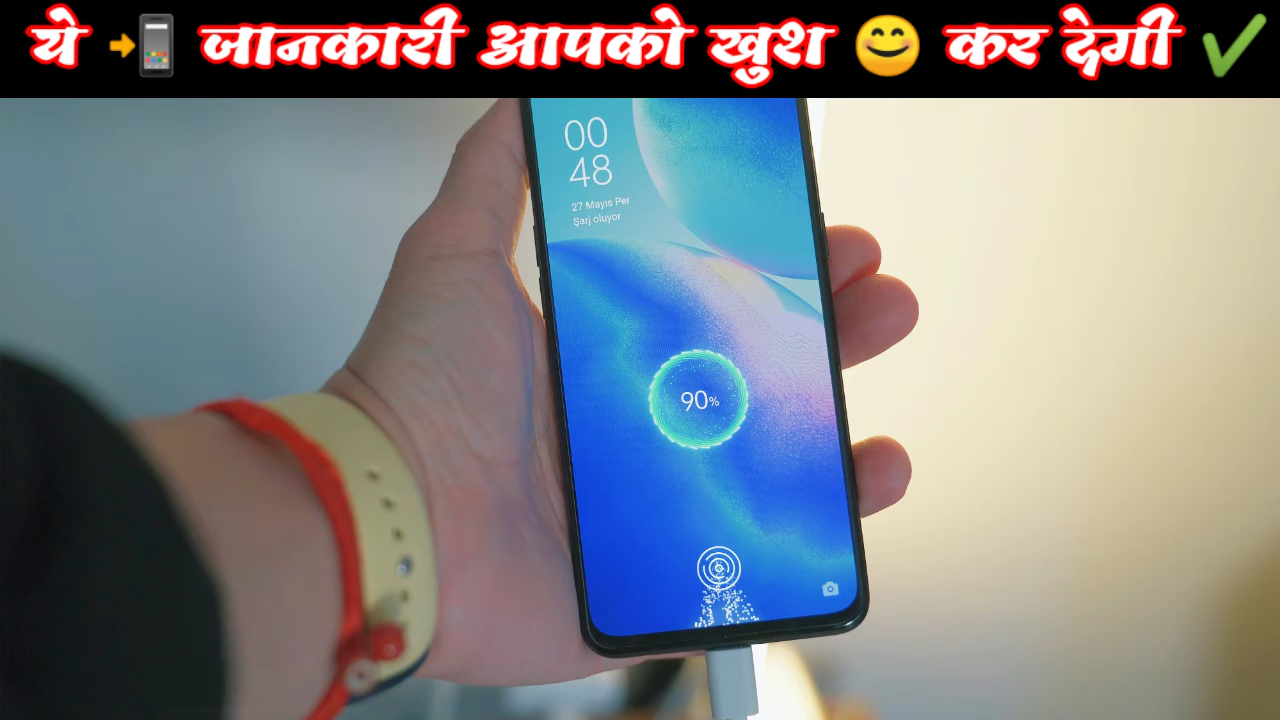 ये 📲 जानकारी आपको खुश 😊 कर देगी ✔
00
48
27 Mayıs Per
Şarj oluyor
90%